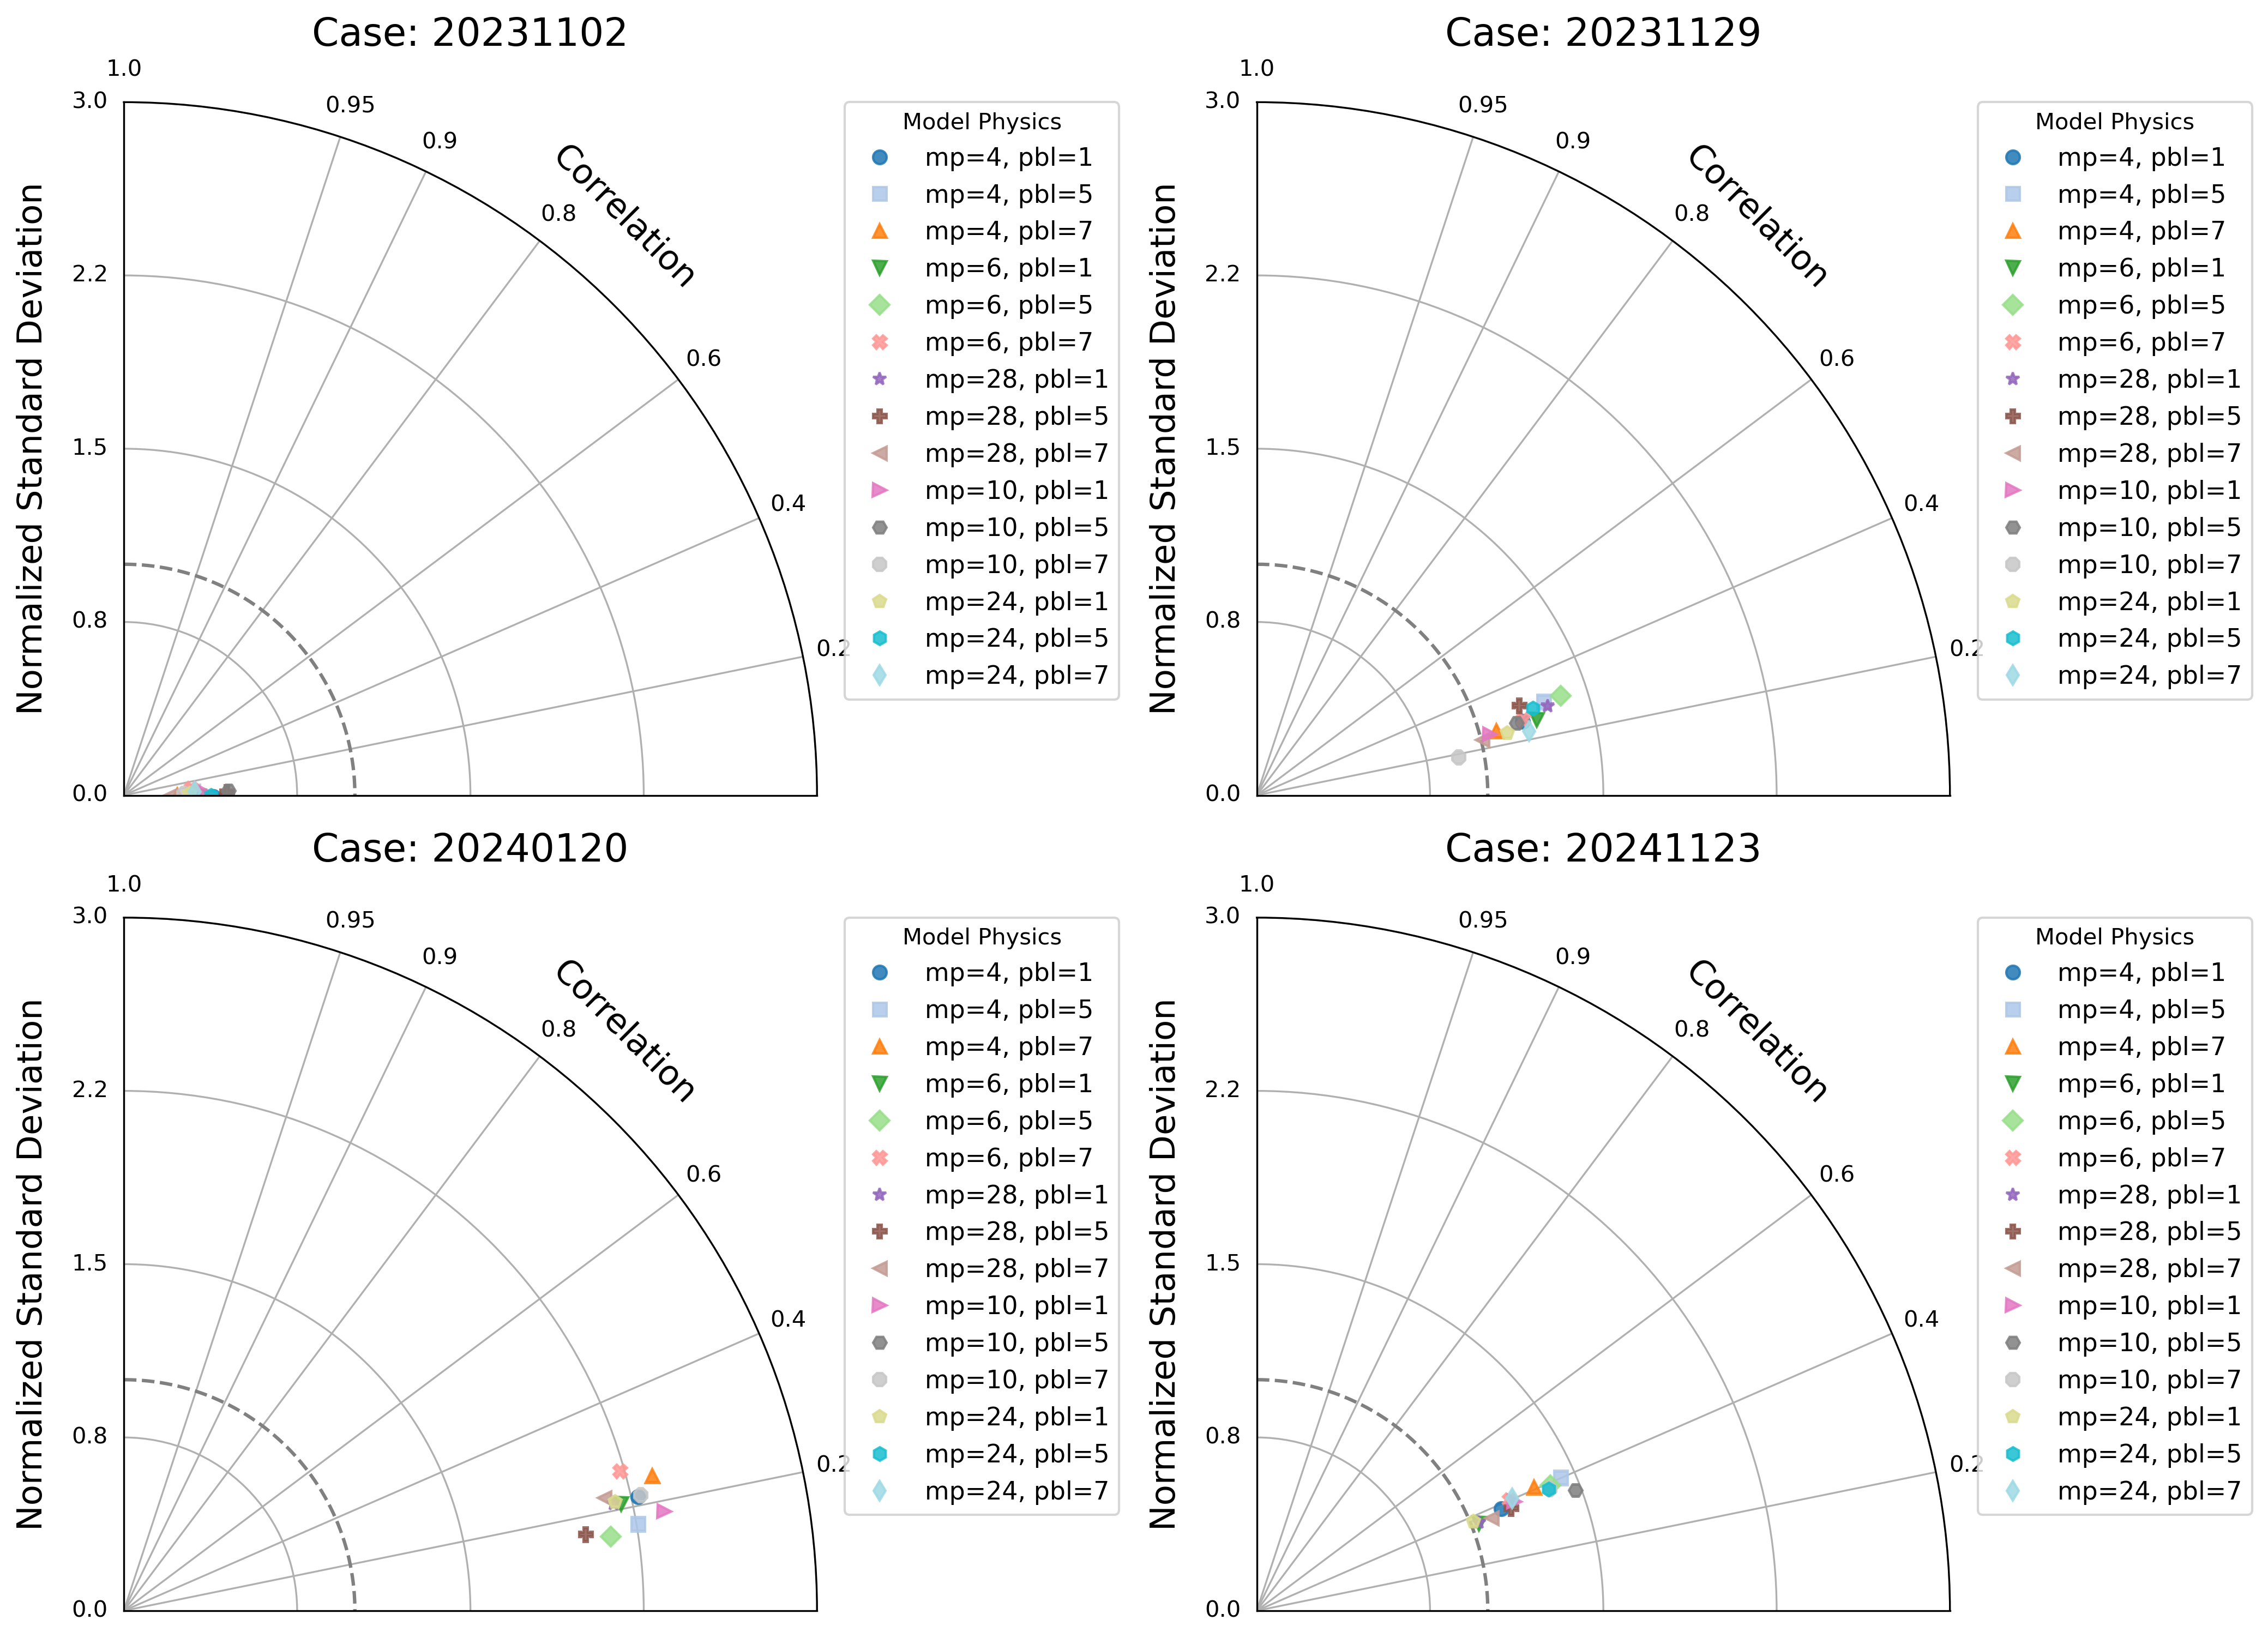 Case: 20231102
1.0
3.0
0.95
0.9
0.8
Correlation
0.6
0.4
0.2
2.2
1.5
0.8
0.0
Normalized Standard Deviation
Model Physics
mp=4, pbl=1
mp=4, pbl=5
mp=4, pbl=7
mp=6, pbl=1
mp=6, pbl=5
mp=6, pbl=7
mp=28, pbl=1
mp=28, pbl=5
mp=28, pbl=7
mp=10, pbl=1
mp=10, pbl=5
mp=10, pbl=7
mp=24, pbl=1
mp=24, pbl=5
mp=24, pbl=7
Case: 20231129
1.0
3.0
0.95
0.9
0.8
Correlation
0.6
0.4
0.2
2.2
1.5
0.8
0.0
Normalized Standard Deviation
Model Physics
mp=4, pbl=1
mp=4, pbl=5
mp=4, pbl=7
mp=6, pbl=1
mp=6, pbl=5
mp=6, pbl=7
mp=28, pbl=1
mp=28, pbl=5
mp=28, pbl=7
mp=10, pbl=1
mp=10, pbl=5
mp=10, pbl=7
mp=24, pbl=1
mp=24, pbl=5
mp=24, pbl=7
Case: 20240120
1.0
3.0
0.95
0.9
0.8
Correlation
0.6
0.4
0.2
2.2
1.5
0.8
0.0
Normalized Standard Deviation
Model Physics
mp=4, pbl=1
mp=4, pbl=5
mp=4, pbl=7
mp=6, pbl=1
mp=6, pbl=5
mp=6, pbl=7
mp=28, pbl=1
mp=28, pbl=5
mp=28, pbl=7
mp=10, pbl=1
mp=10, pbl=5
mp=10, pbl=7
mp=24, pbl=1
mp=24, pbl=5
mp=24, pbl=7
Case: 20241123
1.0
3.0
0.95
0.9
0.8
Correlation
0.6
0.4
0.2
2.2
1.5
0.8
0.0
Normalized Standard Deviation
Model Physics
mp=4, pbl=1
mp=4, pbl=5
mp=4, pbl=7
mp=6, pbl=1
mp=6, pbl=5
mp=6, pbl=7
mp=28, pbl=1
mp=28, pbl=5
mp=28, pbl=7
mp=10, pbl=1
mp=10, pbl=5
mp=10, pbl=7
mp=24, pbl=1
mp=24, pbl=5
mp=24, pbl=7